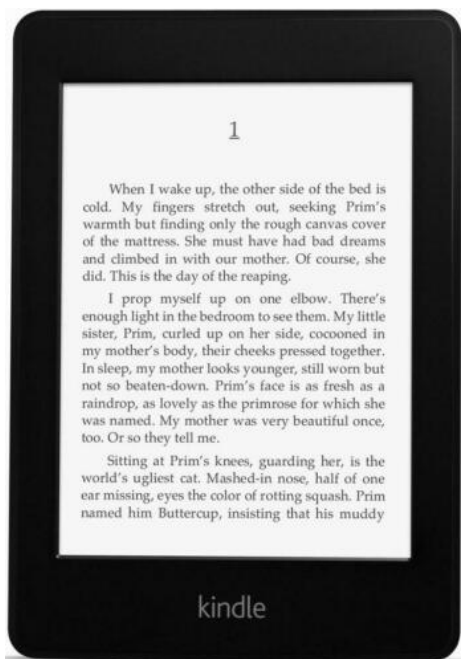 1
When I wake up, the other side of the bed is
cold. My fingers stretch out, seeking Prim's
warmth but finding only the rough canvas cover
of the mattress. She must have had bad dreams
and climbed in with our mother. Of course, she
did. This is the day of the reaping.
I prop myself up on one elbow. There's
enough light in the bedroom to see them. My little
sister, Prim, curled up on her side, cocooned in
my mother's body, their cheeks pressed together.
In sleep, my mother looks younger, still worn but
not so beaten-down. Prim's face is as fresh as a
raindrop, as lovely as the primrose for which she
was named. My mother was very beautiful once,
too. Or so they tell me.
Sitting at Prim's knees, guarding her, is the
world's ugliest cat. Mashed-in nose, half of one
ear missing, eyes the color of rotting squash. Prim
named him Buttercup, insisting that his muddy
kindle